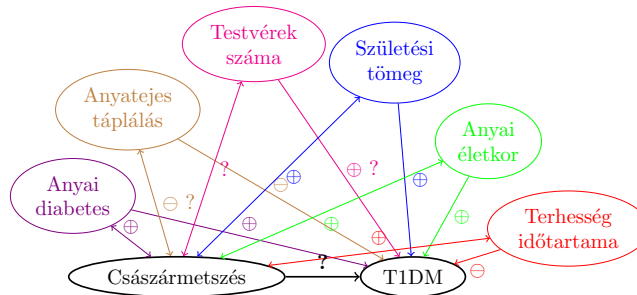 Testvérek
száma
Születési
tömeg
Anyatejes
táplálás
Anyai
életkor
Anyai
diabetes
Terhesség
időtartama
Császármetszés
T1DM
?
⊕ ?
⊖ ?
?
⊕
⊖
⊕
⊕
⊕
⊕
⊕
⊕
⊕
⊖